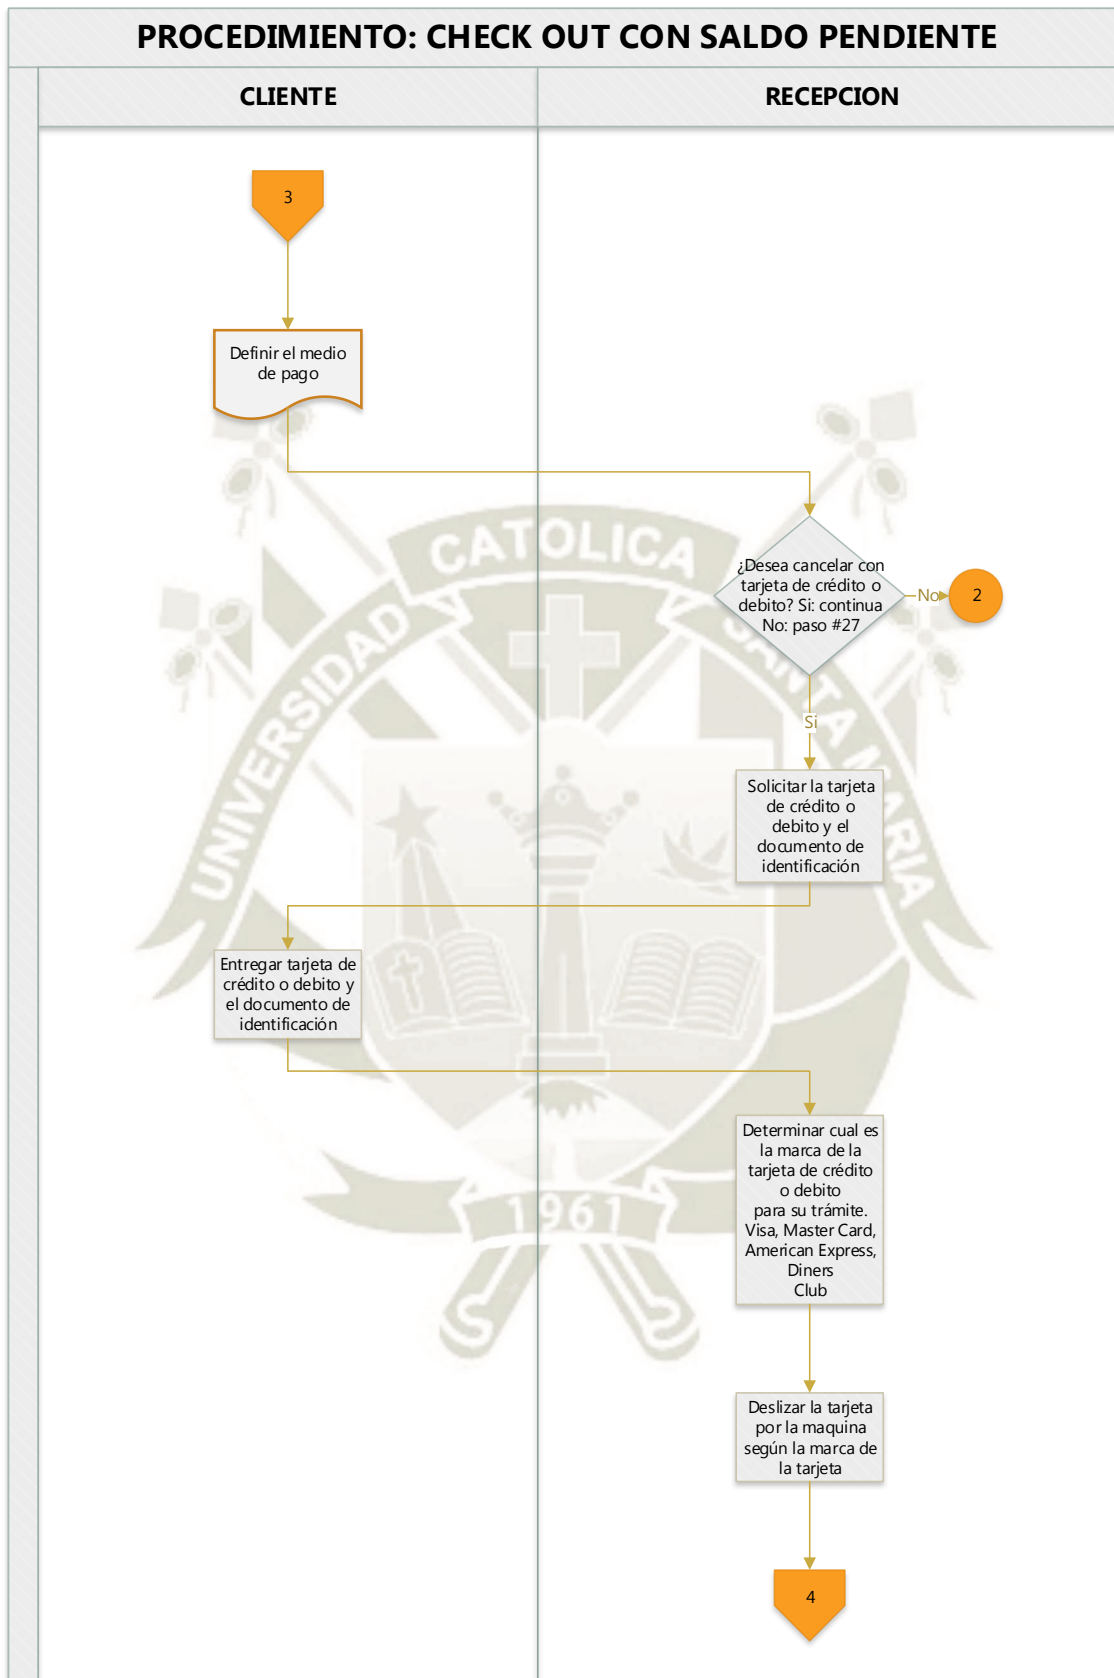 PROCEDIMIENTO: CHECK OUT CON SALDO PENDIENTE
CLIENTE
RECEPCION
3
Definir el medio
de pago
¿Desea cancelar con
tarjeta de crédito o
debito? Si: continua
No: paso #27
No
2
Si
Solicitar la tarjeta
de crédito o
debito y el
documento de
identificación
Entregar tarjeta de
crédito o debito y
el documento de
identificación
Determinar cual es
la marca de la
tarjeta de crédito
o debito
para su trámite.
Visa, Master Card,
American Express,
Diners
Club
Deslizar la tarjeta
por la maquina
según la marca de
la tarjeta
4
UNIVERSIDAD CATOLICA SANTA MARIA
1961